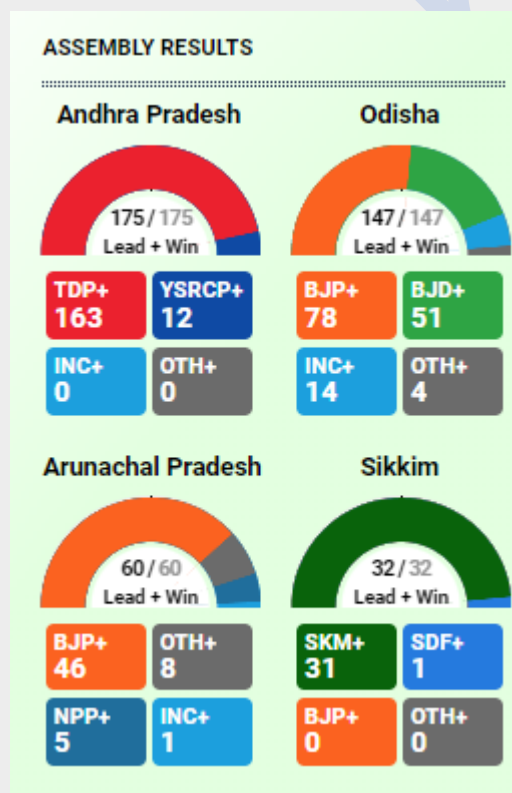 ASSEMBLY RESULTS
Andhra Pradesh
175/175
Lead + Win
TDP+
163
YSRCP+
12
INC+
0
OTH+
0
Odisha
147/147
Lead + Win
BJP+
78
BJD+
51
INC+
14
OTH+
4
Arunachal Pradesh
60/60
Lead + Win
BJP+
46
OTH+
8
NPP+
5
INC+
1
Sikkim
32/32
Lead + Win
SKM+
31
SDF+
1
BJP+
0
OTH+
0